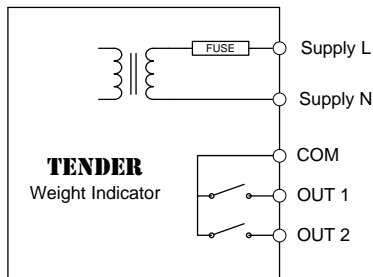 FUSE
Supply L
Supply N
COM
TENDER
Weight Indicator
OUT 1
OUT 2